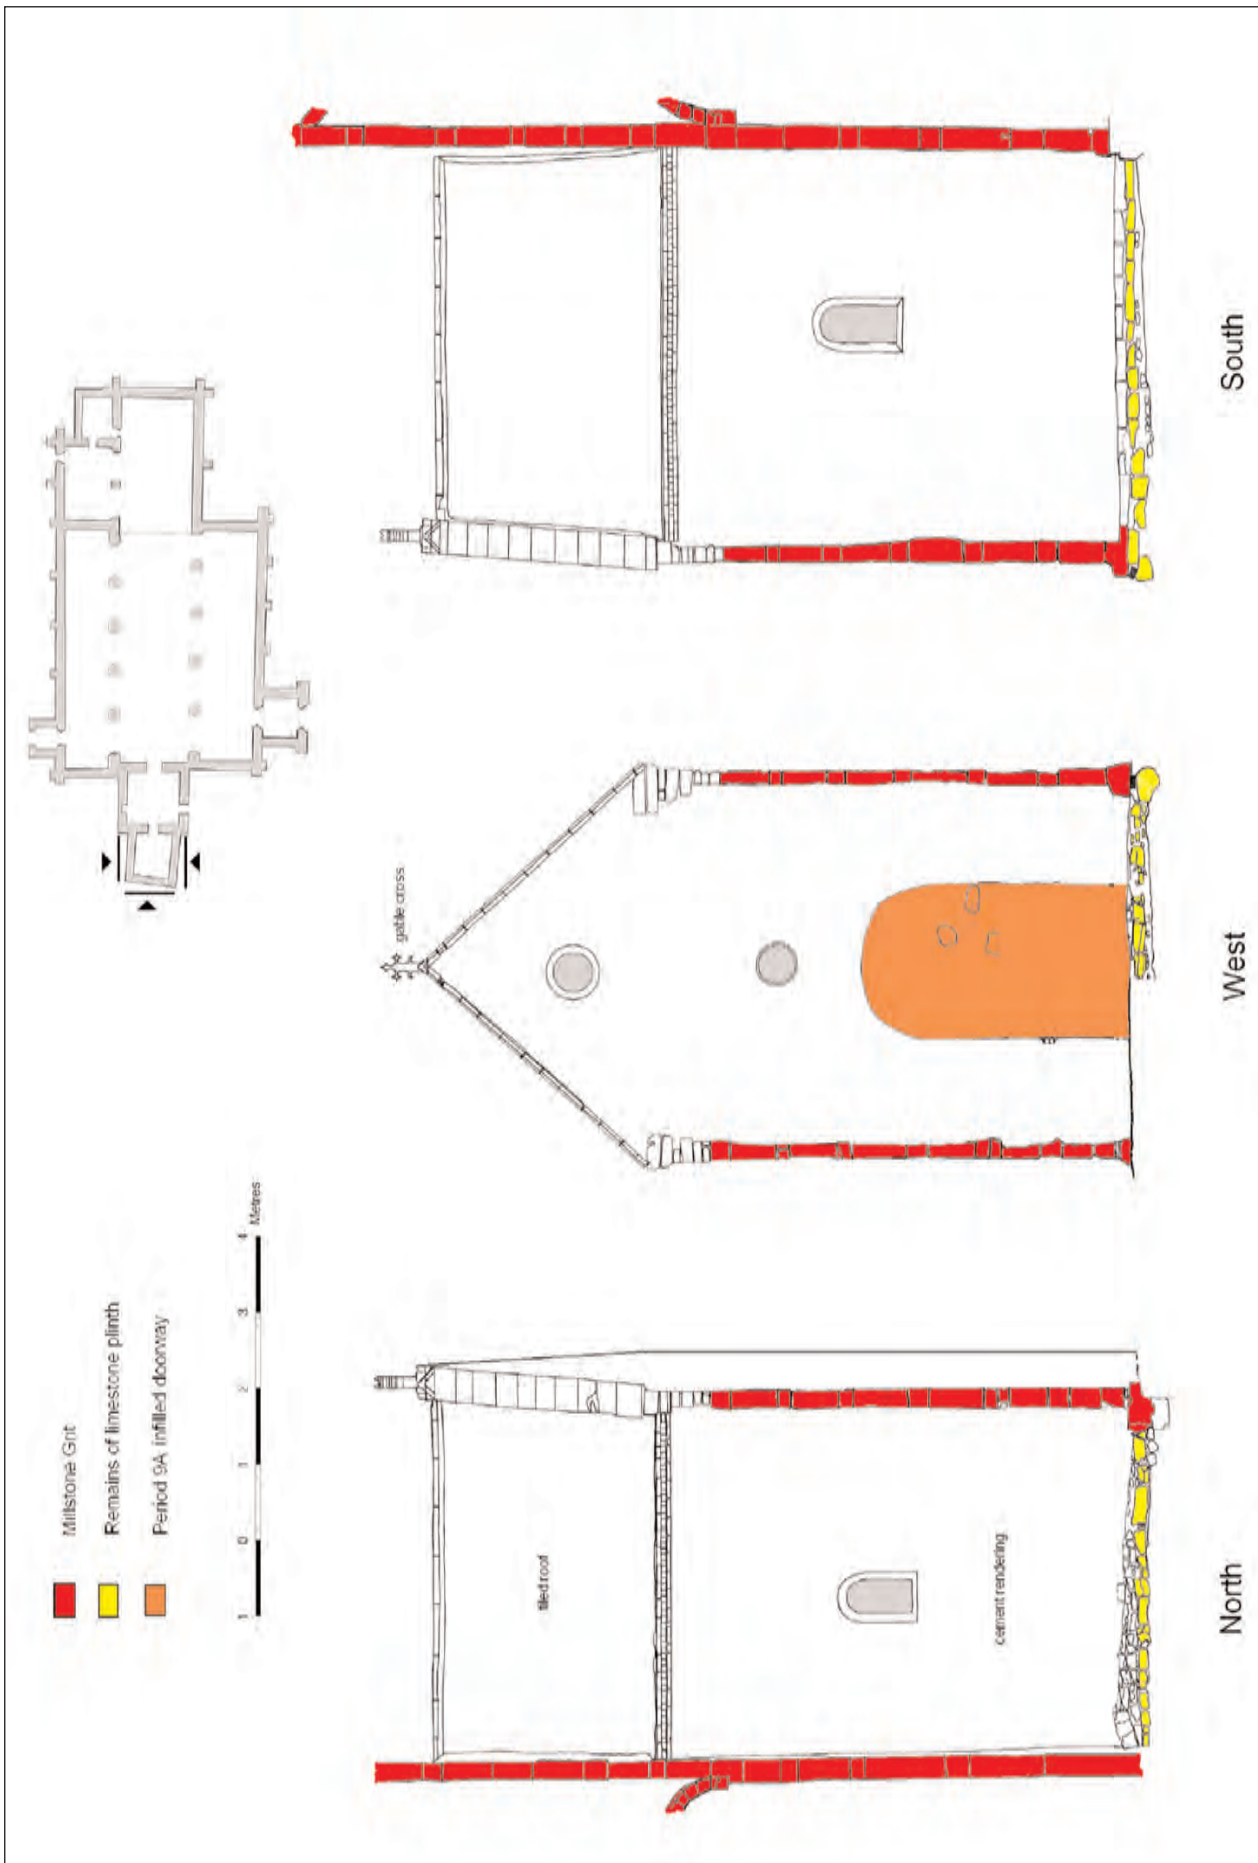 Millstone Grit
Remains of limestone plinth
Period 9A infilled doorway
1 0 1 2 3 4
Metres
tiled roof
cement rendering
gable cross
North
West
South